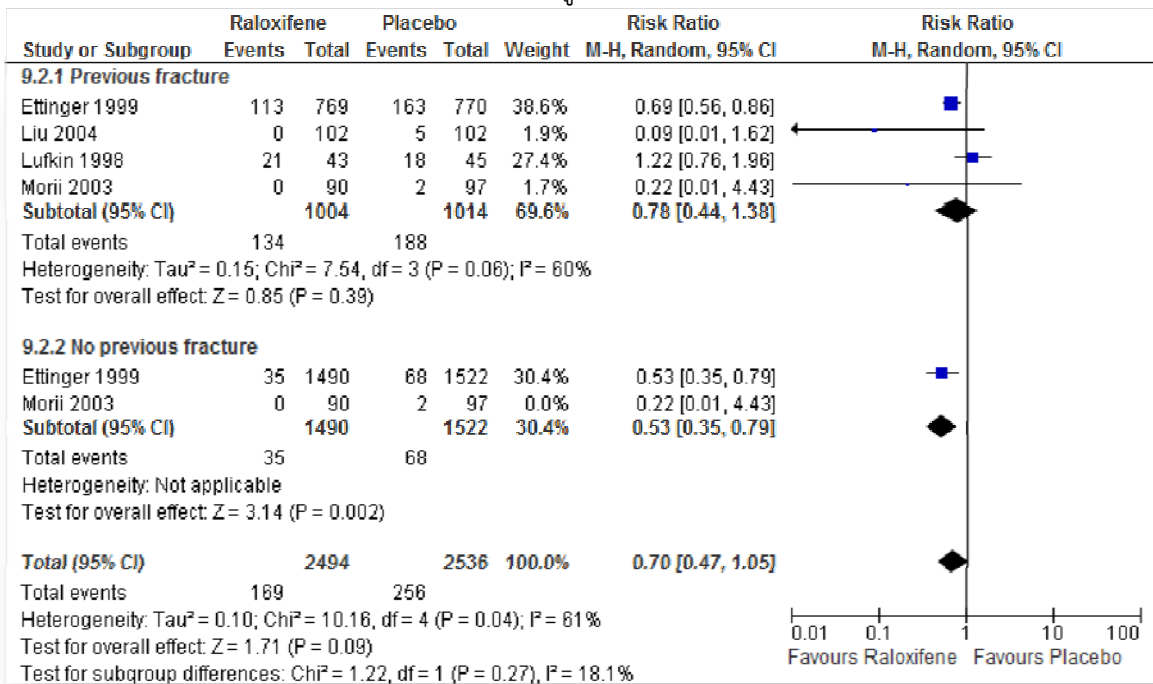 Raloxifene Placebo Risk Ratio Risk Ratio
Study or Subgroup Events Total Events Total Weight M-H, Random, 95% CI M-H, Random, 95% CI
9.2.1 Previous fracture
Ettinger 1999 113 769 163 770 38.6% 0.69 [0.56, 0.86]
Liu 2004 0 102 5 102 1.9% 0.09 [0.01, 1.62]
Lufkin 1998 21 43 18 45 27.4% 1.22 [0.76, 1.96]
Morii 2003 0 90 2 97 1.7% 0.22 [0.01, 4.43]
Subtotal (95% CI) 1004 1014 69.6% 0.78 [0.44, 1.38]
Total events 134 188
Heterogeneity: Tau² = 0.15; Chi² = 7.54, df = 3 (P = 0.06); I² = 60%
Test for overall effect: Z = 0.85 (P = 0.39)
9.2.2 No previous fracture
Ettinger 1999 35 1490 68 1522 30.4% 0.53 [0.35, 0.79]
Morii 2003 0 90 2 97 0.0% 0.22 [0.01, 4.43]
Subtotal (95% CI) 1490 1522 30.4% 0.53 [0.35, 0.79]
Total events 35 68
Heterogeneity: Not applicable
Test for overall effect: Z = 3.14 (P = 0.002)
Total (95% CI) 2494 2536 100.0% 0.70 [0.47, 1.05]
Total events 169 256
Heterogeneity: Tau² = 0.10; Chi² = 10.16, df = 4 (P = 0.04); I² = 61%
Test for overall effect: Z = 1.71 (P = 0.09)
Test for subgroup differences: Chi² = 1.22, df = 1 (P = 0.27), I² = 18.1%
0.01 0.1 1 10 100
Favours Raloxifene Favours Placebo